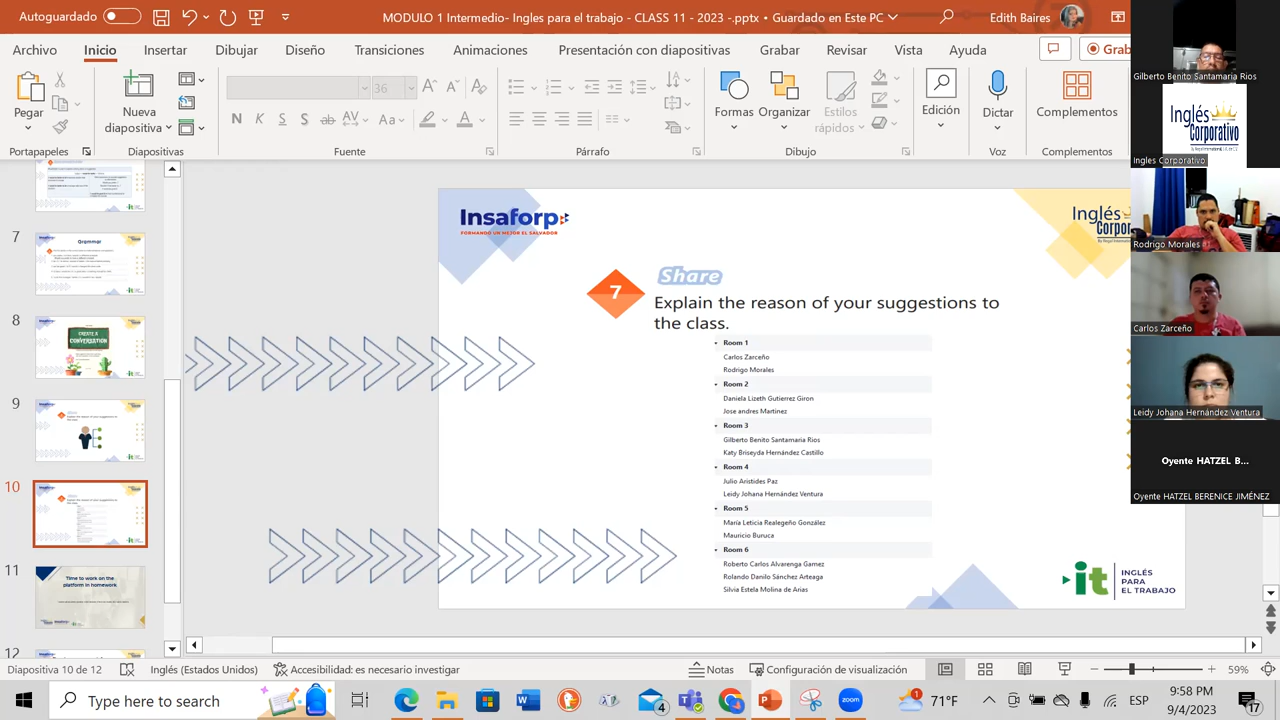 Autoguardado
MODULO 1 Intermedio- Ingles para el trabajo - CLASS 11 - 2023 -.pptx • Guardado en Este PC
Edith Baires
Archivo
Inicio
Insertar
Dibujar
Diseño
Transiciones
Animaciones
Presentación con diapositivas
Grabar
Revisar
Vista
Ayuda
Grab
Pegar
Nueva
diapositiva
36
Formas
Organizar
Estilos
rápidos
Edición
Dictar
Complementos
Portapapeles
Diapositivas
Fuente
Párrafo
Dibujo
Voz
Complementos
7
Grammar
8
CREATE A
CONVERSATION
9
10
11
Time to work on the
platform in homework
12
Insaforp
FORMANDO UN MEJOR EL SALVADOR
Inglés
Corpor
7
Share
Explain the reason of your suggestions to
the class.
• Room 1
Carlos Zarceño
Rodrigo Morales
• Room 2
Daniela Lizeth Gutierrez Giron
Jose andres Martinez
• Room 3
Gilberto Benito Santamaria Rios
Katy Briseyda Hernández Castillo
• Room 4
Julio Aristides Paz
Leidy Johana Hernández Ventura
• Room 5
María Leticia Realegeño González
Mauricio Buruca
• Room 6
Roberto Carlos Alvarenga Gamez
Rolando Danilo Sánchez Arteaga
Silvia Estela Molina de Arias
it
INGLÉS
PARA
EL TRABAJO
Gilberto Benito Santamaria Rios
Inglés
Corporativo
Ingles Corporativo
Rodrigo Morales
Carlos Zarceño
Leidy Johana Hernández Ventura
Oyente HATZEL B...
Oyente HATZEL BERENICE JIMÉNEZ
Diapositiva 10 de 12
Inglés (Estados Unidos)
Accesibilidad: es necesario investigar
Notas
Configuración de visualización
59%
Type here to search
4
1
71°F
9:58 PM
9/4/2023
17